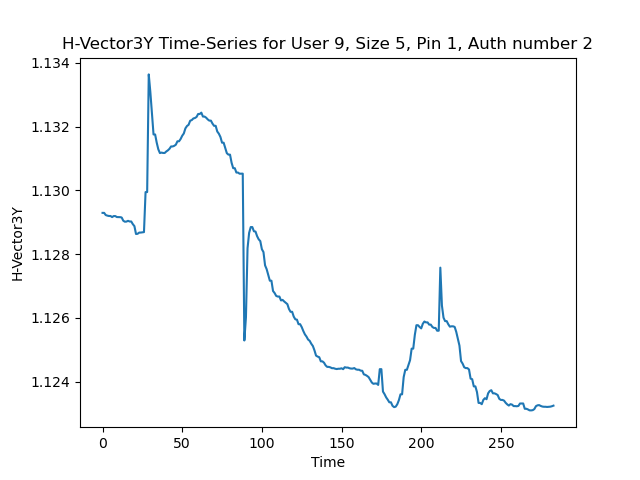 H-Vector3Y Time-Series for User 9, Size 5, Pin 1, Auth number 2
1.134
1.132
1.130
1.128
1.126
1.124
H-Vector3Y
0 50 100 150 200 250
Time